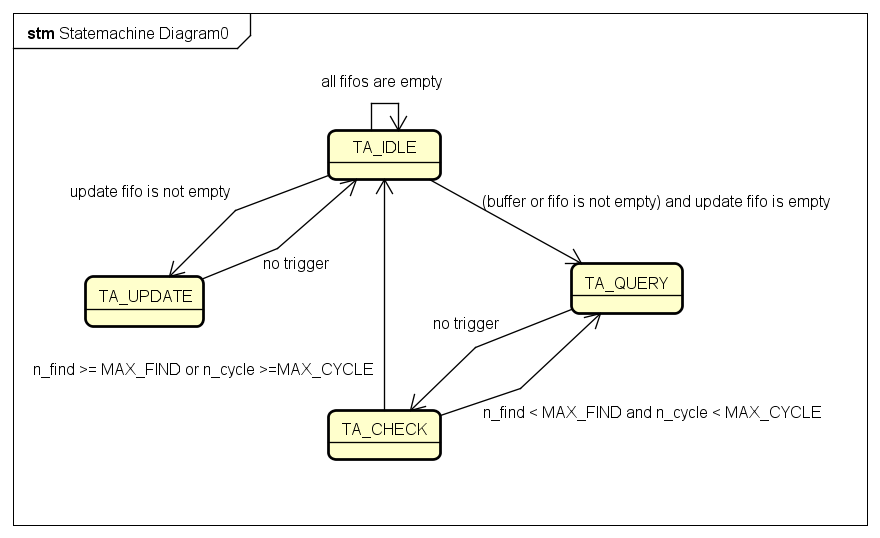 stm Statemachine Diagram0
all fifos are empty
TA_IDLE
update fifo is not empty
(buffer or fifo is not empty) and update fifo is empty
no trigger
TA_UPDATE
TA_QUERY
no trigger
n_find >= MAX_FIND or n_cycle >=MAX_CYCLE
n_find < MAX_FIND and n_cycle < MAX_CYCLE
TA_CHECK